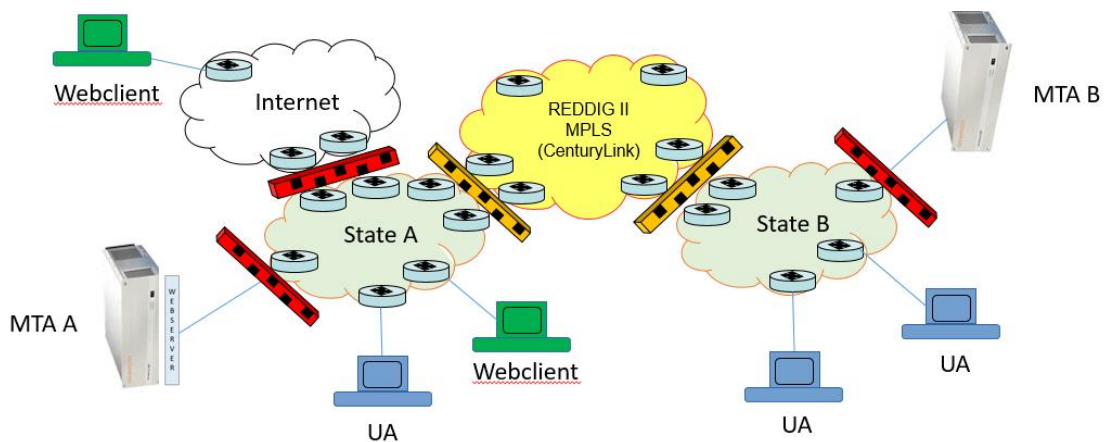 Webclient
Internet
REDDIG II
MPLS
(CenturyLink)
MTA B
State A
State B
MTA A
WEBSERVER
Webclient
UA
UA
UA